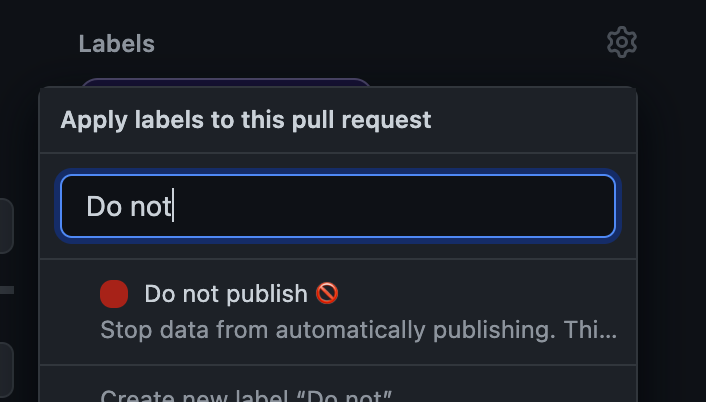 Labels
Apply labels to this pull request
Do not
Do not publish 🚫
Stop data from automatically publishing. Thi...
Create new label “Do not”